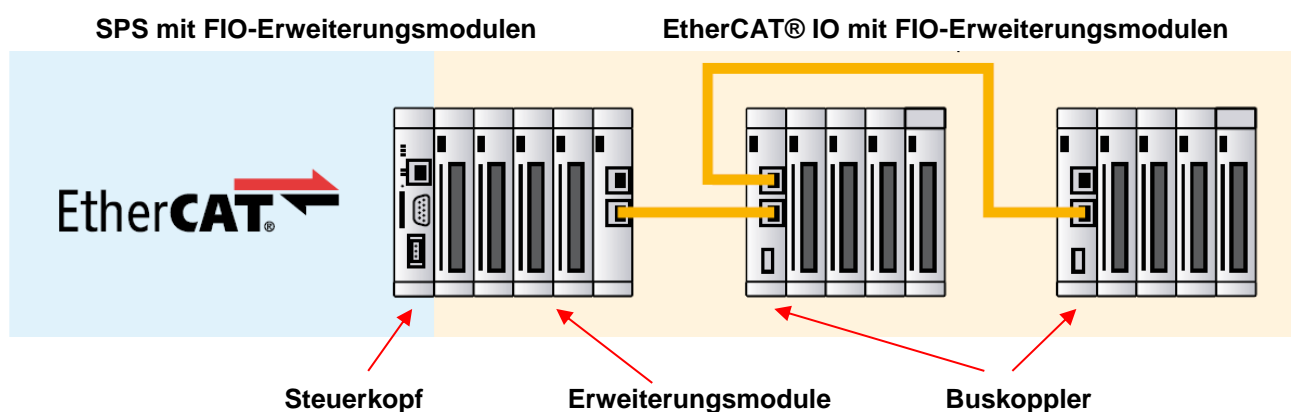 SPS mit FIO-Erweiterungsmodulen
EtherCAT® IO mit FIO-Erweiterungsmodulen
EtherCAT®
Steuerkopf
Erweiterungsmodule
Buskoppler